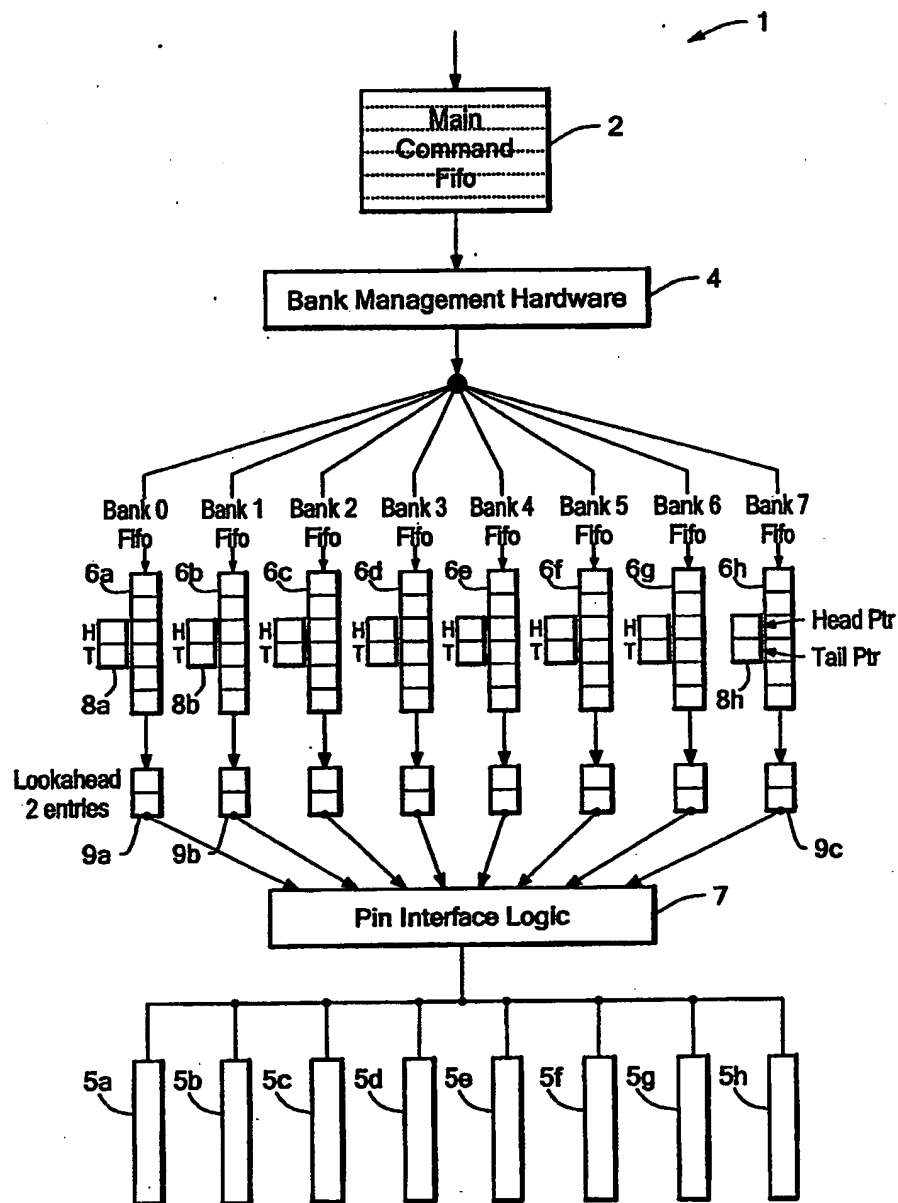 1
Main
Command
Fifo
2
Bank Management Hardware
4
Bank 0
Fifo
Bank 1
Fifo
Bank 2
Fifo
Bank 3
Fifo
Bank 4
Fifo
Bank 5
Fifo
Bank 6
Fifo
Bank 7
Fifo
6a
6b
6c
6d
6e
6f
6g
6h
H
T
H
T
H
T
H
T
H
T
H
T
H
T
Head Ptr
Tail Ptr
8a
8b
8h
Lookahead
2 entries
9a
9b
9c
Pin Interface Logic
7
5a
5b
5c
5d
5e
5f
5g
5h